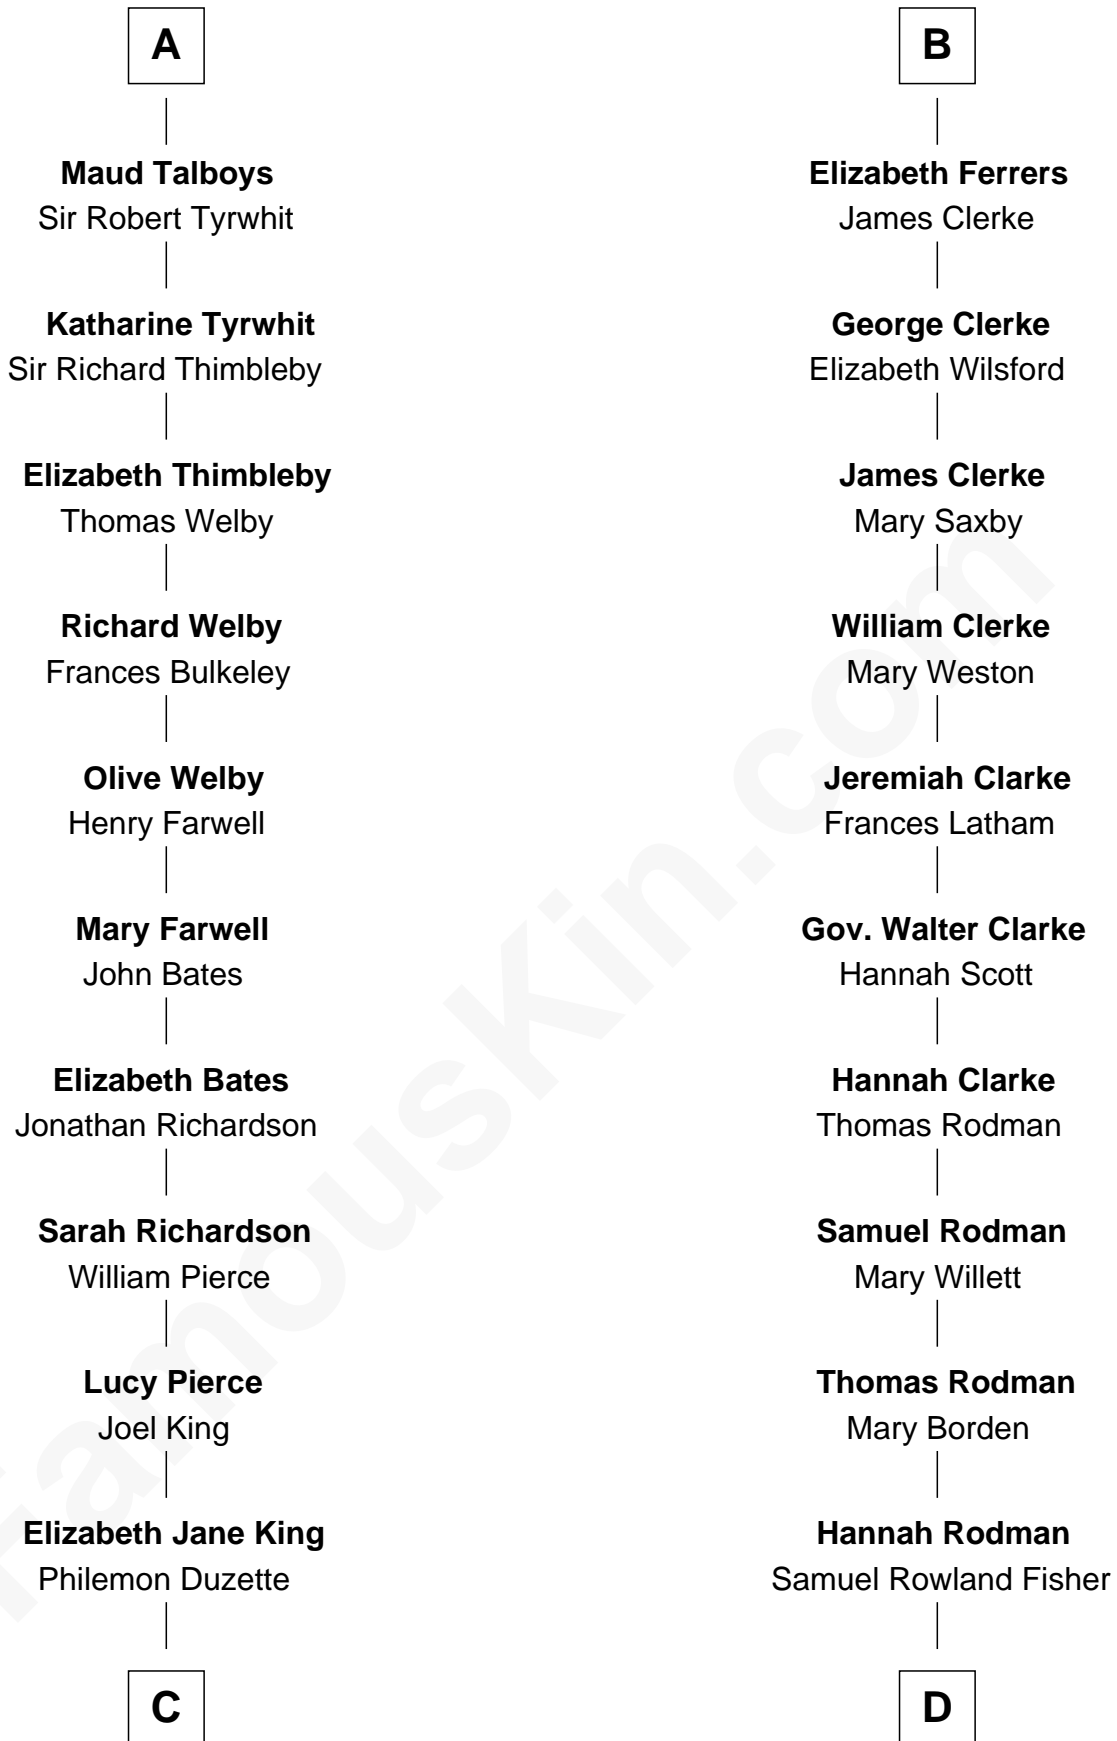 A
Maud Talboys
Sir Robert Tyrwhit
Katharine Tyrwhit
Sir Richard Thimbleby
Elizabeth Thimbleby
Thomas Welby
Richard Welby
Frances Bulkeley
Olive Welby
Henry Farwell
Mary Farwell
John Bates
Elizabeth Bates
Jonathan Richardson
Sarah Richardson
William Pierce
Lucy Pierce
Joel King
Elizabeth Jane King
Philemon Duzette
C
B
Elizabeth Ferrers
James Clerke
George Clerke
Elizabeth Wilsford
James Clerke
Mary Saxby
William Clerke
Mary Weston
Jeremiah Clarke
Frances Latham
Gov. Walter Clarke
Hannah Scott
Hannah Clarke
Thomas Rodman
Samuel Rodman
Mary Willett
Thomas Rodman
Mary Borden
Hannah Rodman
Samuel Rowland Fisher
D
FamousKin.com